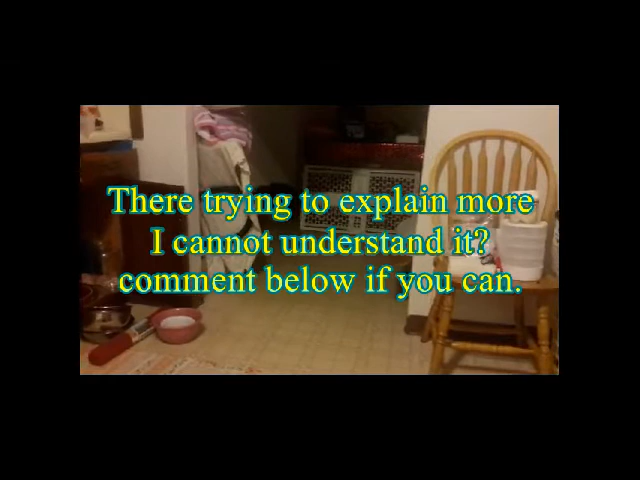 There trying to explain more
I cannot understand it?
comment below if you can.